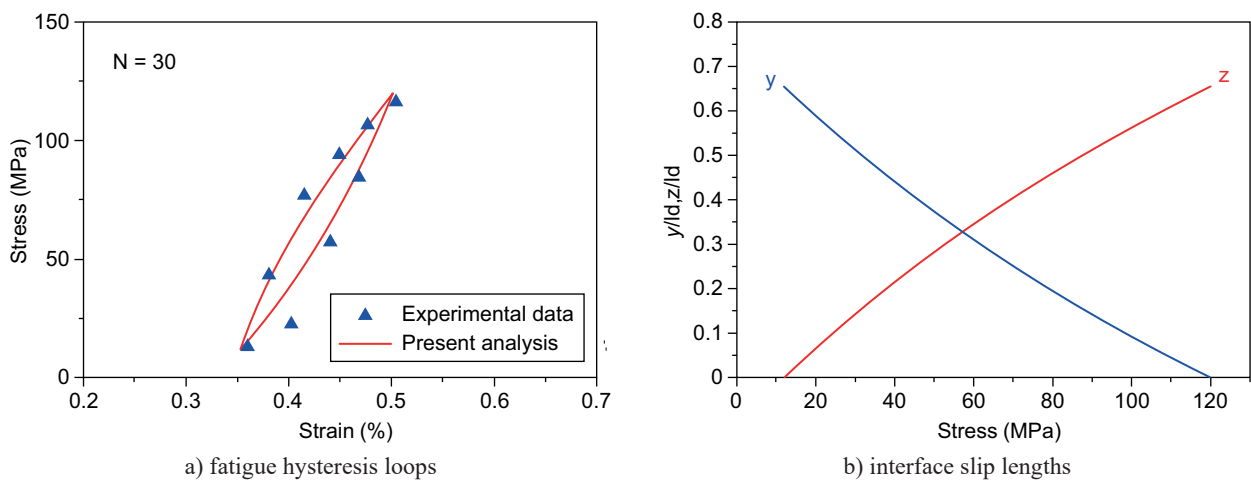 150
100
50
0
Stress (MPa)
N = 30
Experimental data
Present analysis
0.2 0.3 0.4 0.5 0.6 0.7
Strain (%)
a) fatigue hysteresis loops
0.8
0.7
0.6
0.5
0.4
0.3
0.2
0.1
0
y/ld,z/ld
y
z
0 20 40 60 80 100 120
Stress (MPa)
b) interface slip lengths